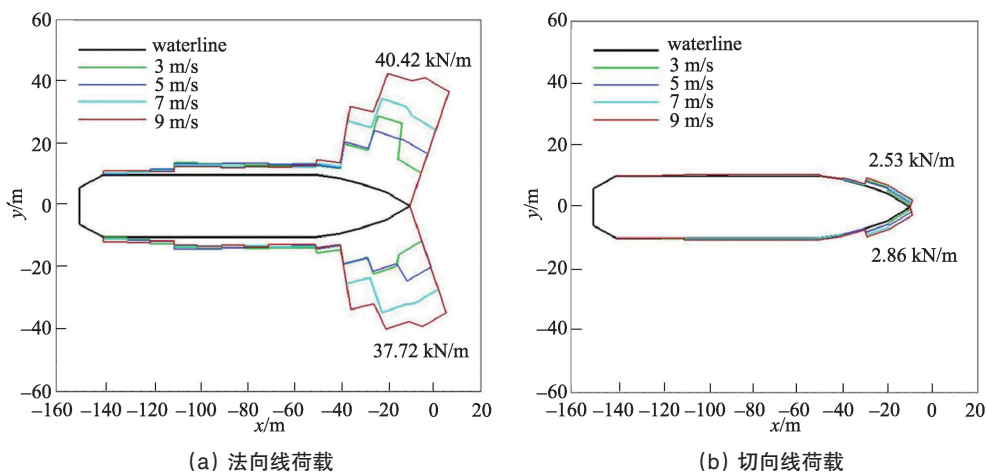 60
40
20
0
−20
−40
−60
y/m
waterline
3 m/s
5 m/s
7 m/s
9 m/s
40.42 kN/m
37.72 kN/m
−160 −140 −120 −100 −80 −60 −40 −20 0 20
x/m
(a) 法向线荷载
60
40
20
0
−20
−40
−60
y/m
waterline
3 m/s
5 m/s
7 m/s
9 m/s
2.53 kN/m
2.86 kN/m
−160 −140 −120 −100 −80 −60 −40 −20 0 20
x/m
(b) 切向线荷载